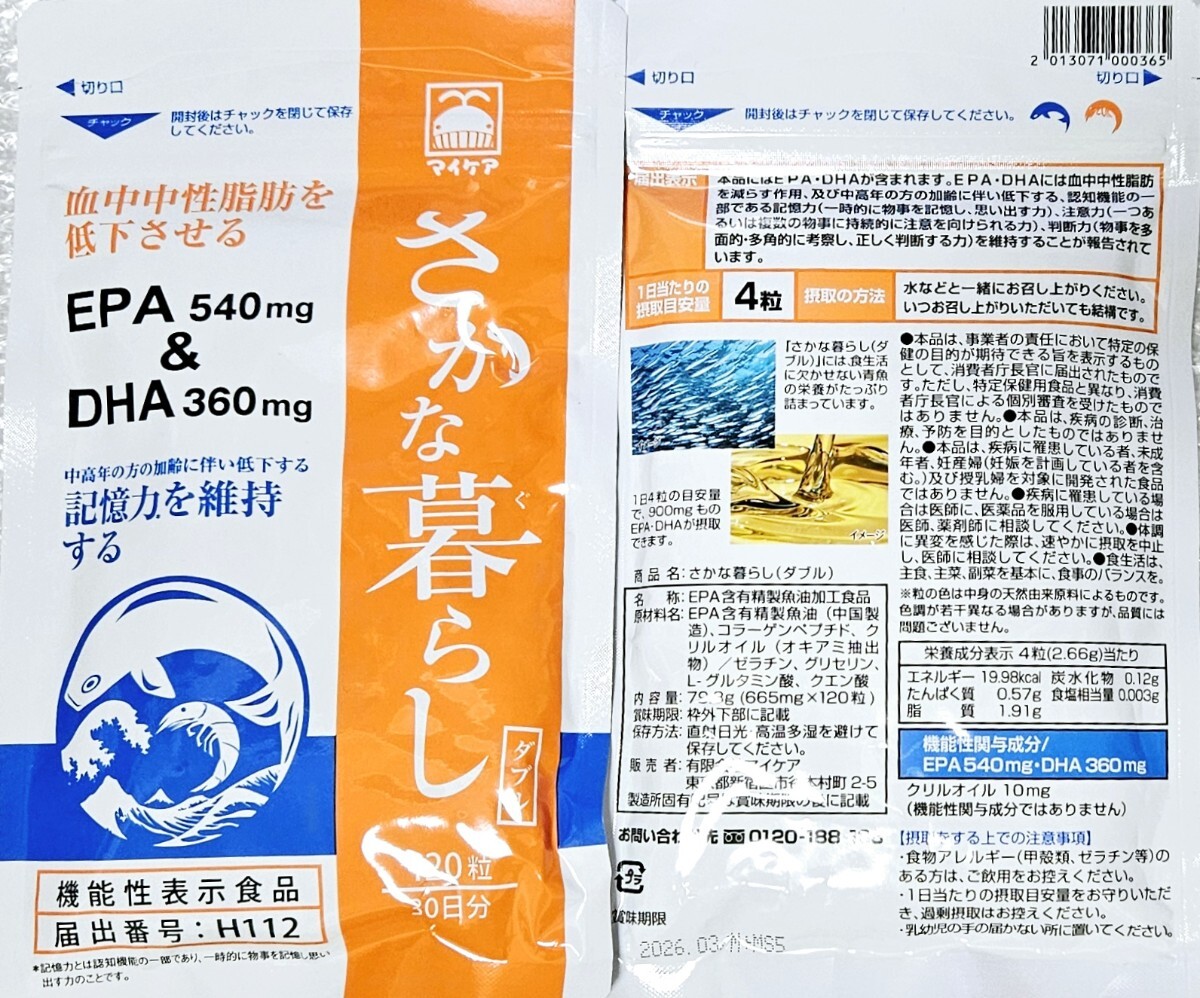 切り口
チャック
開封後はチャックを閉じて保存
してください。
マイケア
血中中性脂肪を
低下させる
EPA 540mg
&
DHA 360mg
中高年の方の加齢に伴い低下する
記憶力を維持
する
さかな暮らし
ぐ
ダブル
120粒
30日分
機能性表示食品
届出番号：H112
*記憶力とは認知機能の一部であり、一時的に物事を記憶し思い
出す力のことです。
2 013071 000365
切り口
切り口
チャック
開封後はチャックを閉じて保存してください。
届出表示
本品にはEPA・DHAが含まれます。EPA・DHAには血中中性脂肪
を減らす作用、及び中高年の方の加齢に伴い低下する、認知機能の一
部である記憶力（一時的に物事を記憶し、思い出す力）、注意力（一つあ
るいは複数の物事に持続的に注意を向けられる力）、判断力（物事を多
面的・多角的に考察し、正しく判断する力）を維持することが報告されて
います。
1日当たりの
摂取目安量
4粒
摂取の方法
水などと一緒にお召し上がりください。
いつお召し上がりいただいても結構です。
イメージ
「さかな暮らし（ダ
ブル）」には、食生活
に欠かせない青魚
の栄養がたっぷり
詰まっています。
1日4粒の目安量
で、900mgもの
EPA・DHAが摂取
できます。
イメージ
●本品は、事業者の責任において特定の保
健の目的が期待できる旨を表示するもの
として、消費者庁長官に届出されたもので
す。ただし、特定保健用食品と異なり、消費
者庁長官による個別審査を受けたもので
はありません。●本品は、疾病の診断、治
療、予防を目的としたものではありませ
ん。●本品は、疾病に罹患している者、未成
年者、妊産婦（妊娠を計画している者を含
む。）及び授乳婦を対象に開発された食品
ではありません。●疾病に罹患している場
合は医師に、医薬品を服用している場合は
医師、薬剤師に相談してください。●体調
に異変を感じた際は、速やかに摂取を中止
し、医師に相談してください。●食生活は、
主食、主菜、副菜を基本に、食事のバランスを。
※粒の色は中身の天然由来原料によるものです。
色調が若干異なる場合がありますが、品質には
問題ございません。
商品名：さかな暮らし（ダブル）
名　　称：EPA含有精製魚油加工食品
原材料名：EPA含有精製魚油（中国製
造）、コラーゲンペプチド、ク
リルオイル（オキアミ抽出
物）／ゼラチン、グリセリン、
L-グルタミン酸、クエン酸
内容量：79.8g（665mg×120粒）
賞味期限：枠外下部に記載
保存方法：直射日光・高温多湿を避けて
保存してください。
販売者：有限会社マイケア
東京都新宿区市谷本村町2-5
製造所固有記号は賞味期限の後に記載
お問い合わせ先 0120-188-
プラ
賞味期限
2026.03/N:MS5
栄養成分表示 4粒(2.66g)当たり
エネルギー 19.98kcal 炭水化物 0.12g
たんぱく質 0.57g 食塩相当量 0.003g
脂　　質 1.91g
機能性関与成分/
EPA540mg・DHA 360mg
クリルオイル 10mg
（機能性関与成分ではありません）
【摂取をする上での注意事項】
・食物アレルギー（甲殻類、ゼラチン等）の
ある方は、ご飲用をお控えください。
・1日当たりの摂取目安量をお守りいただ
き、過剰摂取はお控えください。
・乳幼児の手の届かない所に置いてください。